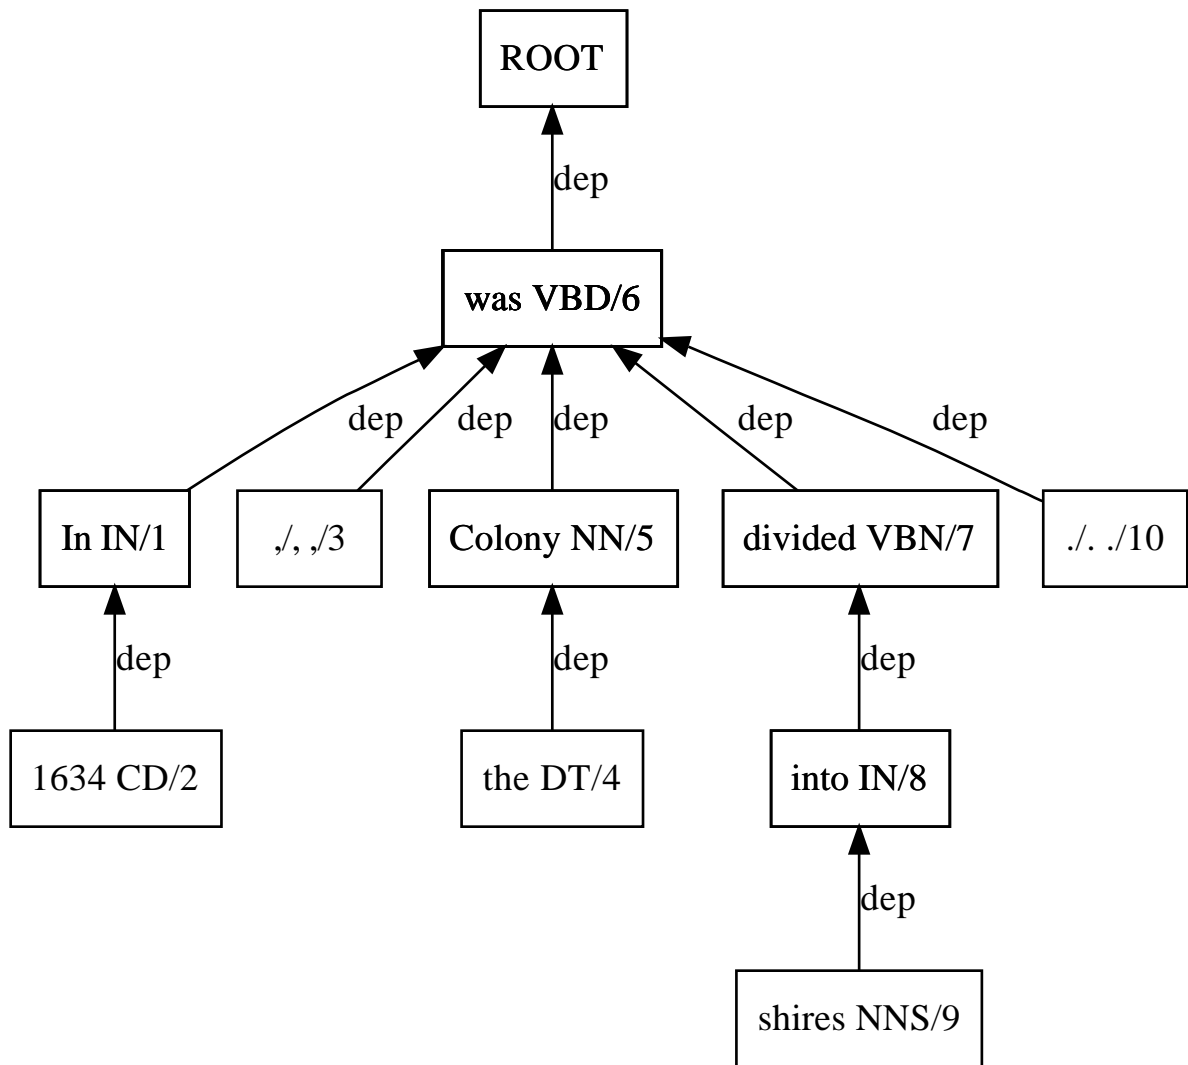 ROOT
dep
was VBD/6
dep dep dep dep dep
In IN/1 ,/, ,/3 Colony NN/5 divided VBN/7 ./. ./10
dep dep dep
1634 CD/2 the DT/4 into IN/8
dep
shires NNS/9